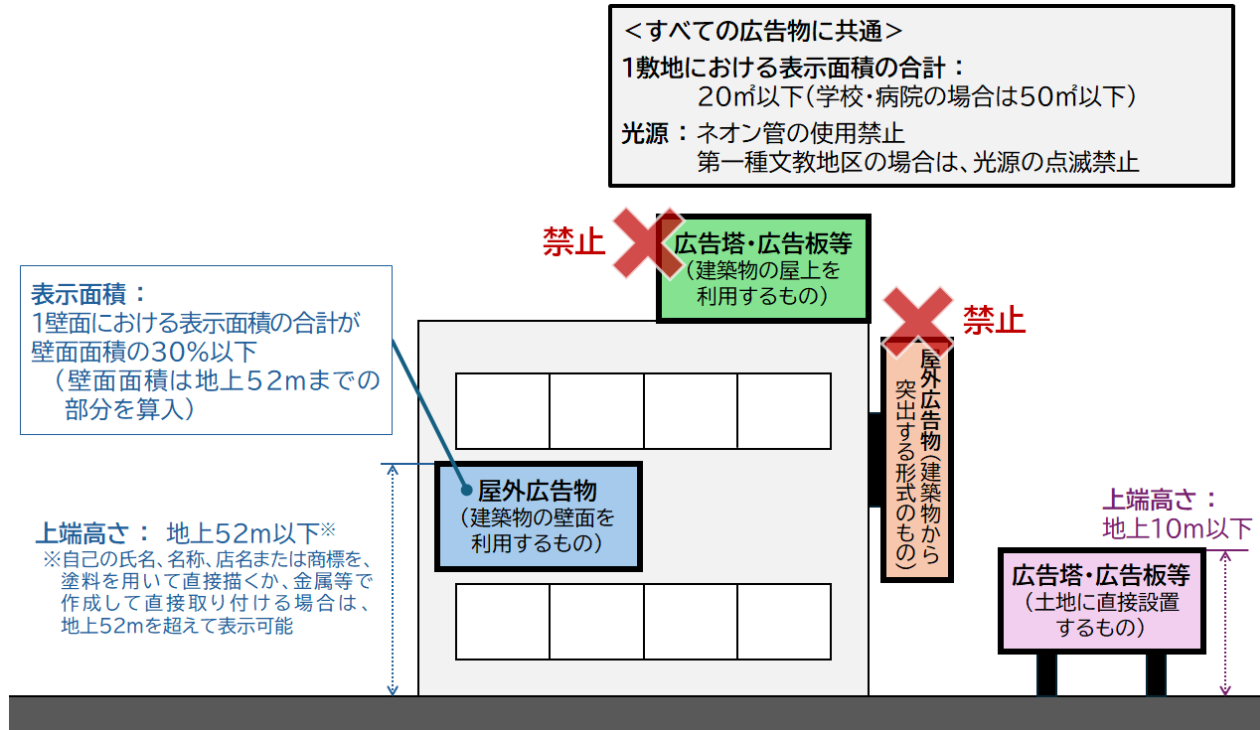 ＜すべての広告物に共通＞
1敷地における表示面積の合計：
20㎡以下（学校・病院の場合は50㎡以下）
光源：ネオン管の使用禁止
第一種文教地区の場合は、光源の点滅禁止
禁止
広告塔・広告板等
（建築物の屋上を
利用するもの）
禁止
屋外広告物（建築物から
突出する形式のもの）
表示面積：
1壁面における表示面積の合計が
壁面面積の30%以下
（壁面面積は地上52mまでの
部分を算入）
屋外広告物
（建築物の壁面を
利用するもの）
上端高さ：地上52m以下※
※自己の氏名、名称、店名または商標を、
塗料を用いて直接描くか、金属等で
作成して直接取り付ける場合は、
地上52mを超えて表示可能
上端高さ：
地上10m以下
広告塔・広告板等
（土地に直接設置
するもの）